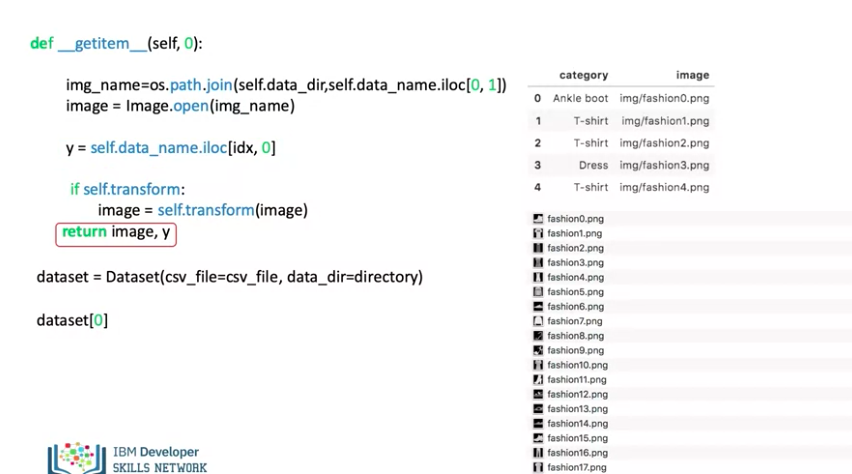 def __getitem__(self, 0):
img_name=os.path.join(self.data_dir,self.data_name.iloc[0, 1])
image = Image.open(img_name)
y = self.data_name.iloc[idx, 0]
if self.transform:
image = self.transform(image)
return image, y
dataset = Dataset(csv_file=csv_file, data_dir=directory)
dataset[0]
category image
0 Ankle boot img/fashion0.png
1 T-shirt img/fashion1.png
2 T-shirt img/fashion2.png
3 Dress img/fashion3.png
4 T-shirt img/fashion4.png
fashion0.png
fashion1.png
fashion2.png
fashion3.png
fashion4.png
fashion5.png
fashion6.png
fashion7.png
fashion8.png
fashion9.png
fashion10.png
fashion11.png
fashion12.png
fashion13.png
fashion14.png
fashion15.png
fashion16.png
fashion17.png
IBM Developer
SKILLS NETWORK